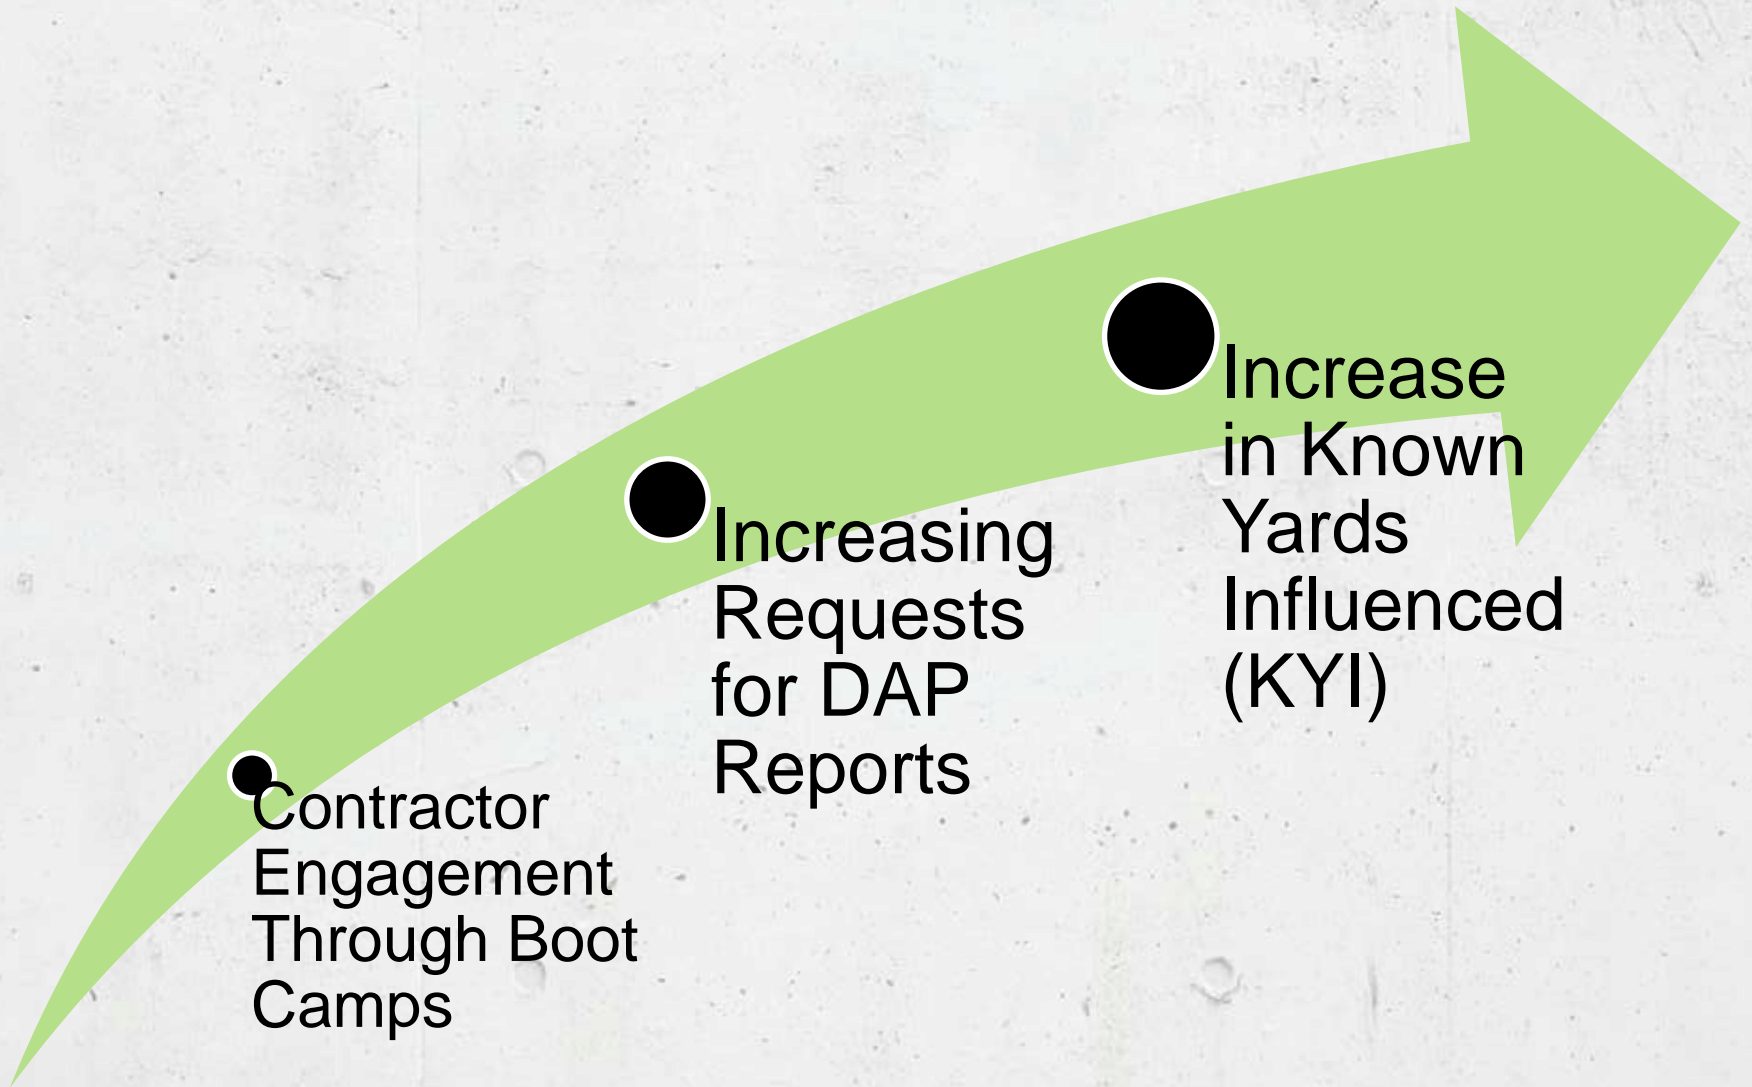 Contractor
Engagement
Through Boot
Camps
Increasing
Requests
for DAP
Reports
Increase
in Known
Yards
Influenced
(KYI)